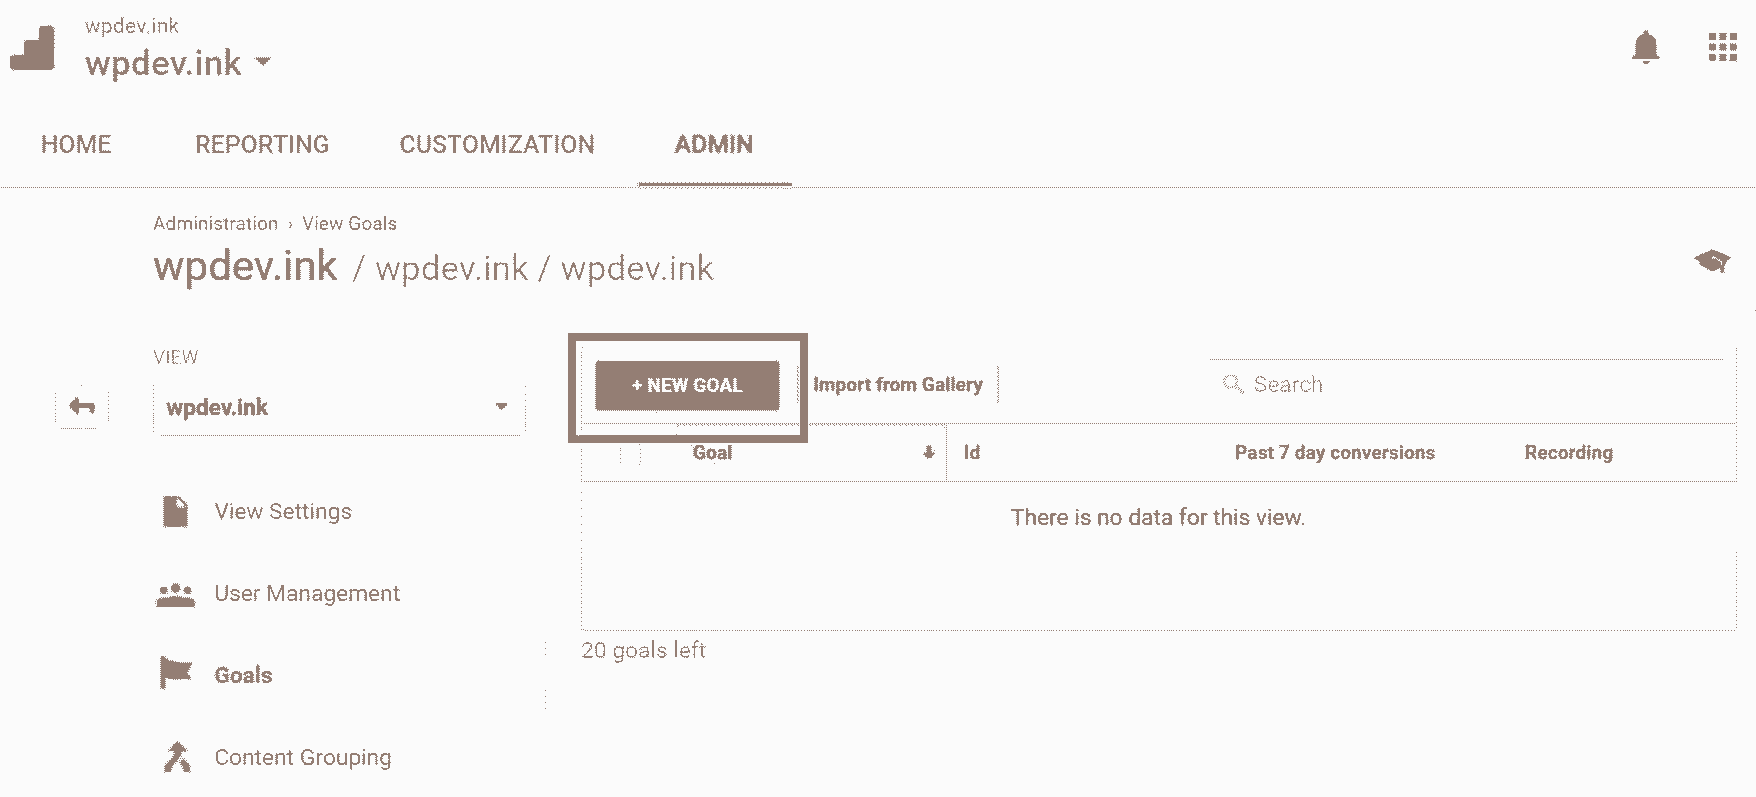 wpdev.ink
wpdev.ink
HOME REPORTING CUSTOMIZATION ADMIN
Administration › View Goals
wpdev.ink / wpdev.ink / wpdev.ink
VIEW
wpdev.ink
+ NEW GOAL Import from Gallery Search
Goal Id Past 7 day conversions Recording
There is no data for this view.
20 goals left
View Settings
User Management
Goals
Content Grouping